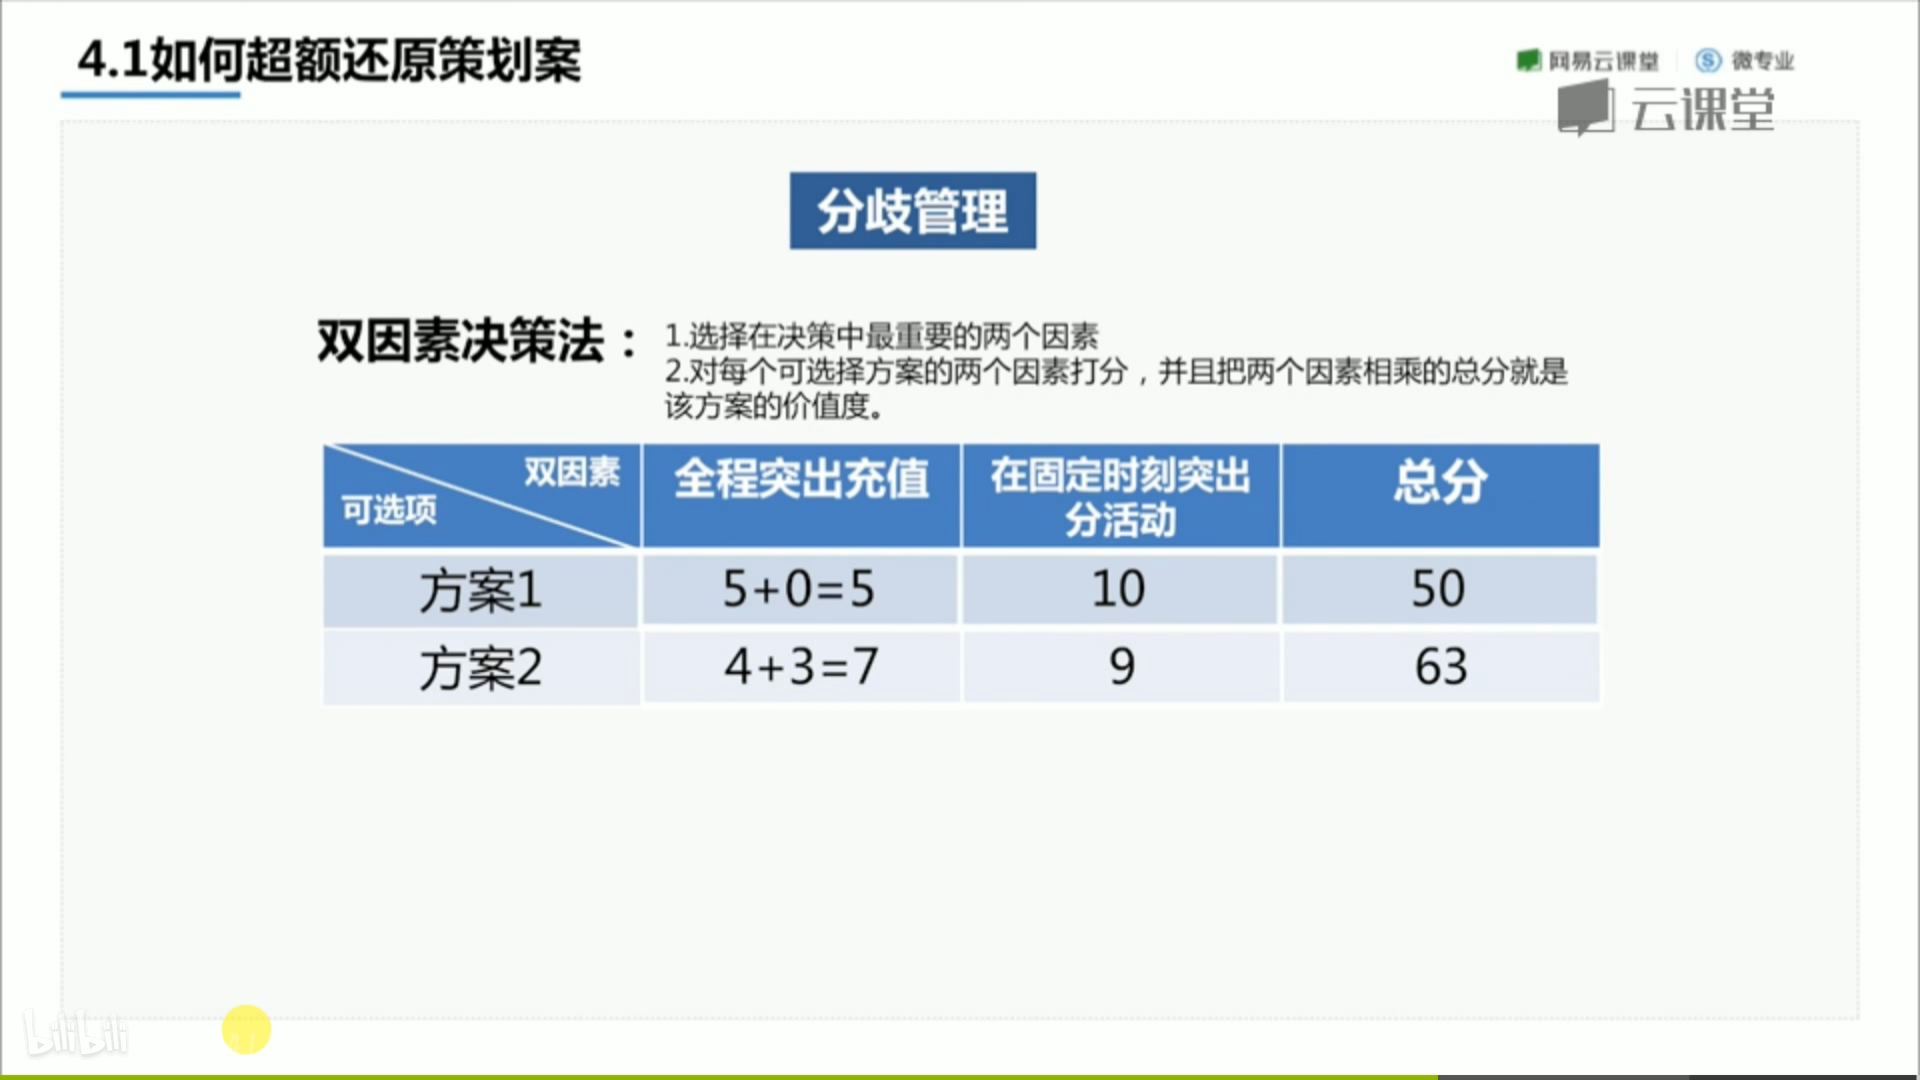 4.1如何超额还原策划案
网易云课堂
微专业
云课堂
分歧管理
双因素决策法：
1.选择在决策中最重要的两个因素
2.对每个可选择方案的两个因素打分，并且把两个因素相乘的总分就是
该方案的价值度。
双因素
可选项
全程突出充值
在固定时刻突出
分活动
总分
方案1
5+0=5
10
50
方案2
4+3=7
9
63
bilibili